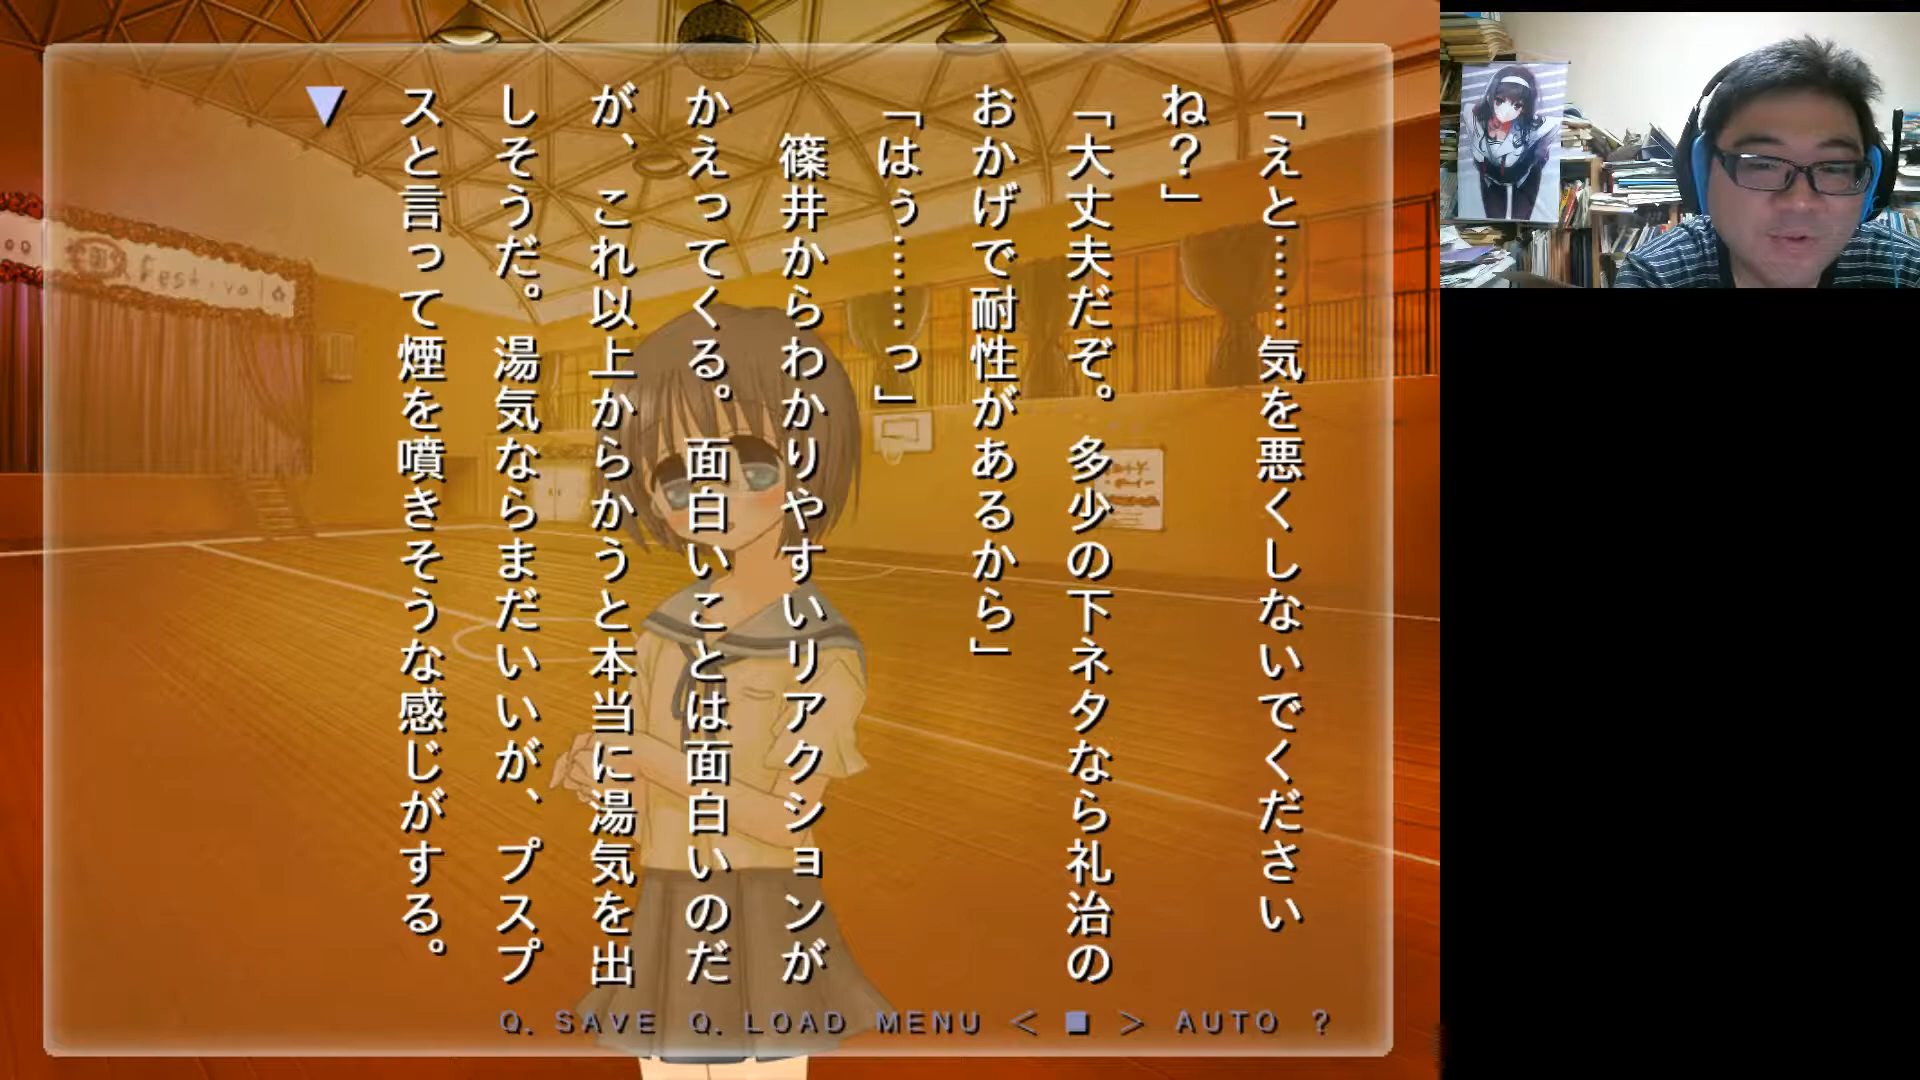 「えと……気を悪くしないでください
ね？」
「大丈夫だぞ。多少の下ネタなら礼治の
おかげで耐性があるから」
「はぅ……っ」
　篠井からわかりやすいリアクションが
かえってくる。面白いことは面白いのだ
が、これ以上からかうと本当に湯気を出
しそうだ。湯気ならまだいいが、プスプ
スと言って煙を噴きそうな感じがする。
Q. SAVE Q. LOAD MENU < ■ > AUTO ?
Festival